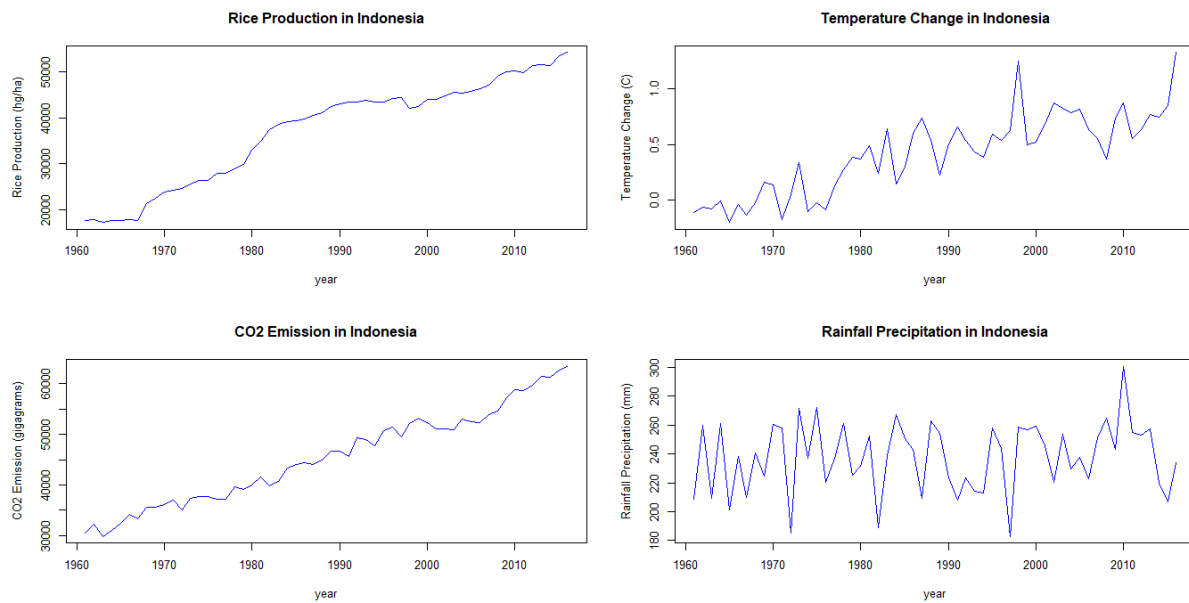 Rice Production in Indonesia
Rice Production (hg/ha)
50000
40000
30000
20000
1960 1970 1980 1990 2000 2010
year
Temperature Change in Indonesia
Temperature Change (C)
1.0
0.5
0.0
1960 1970 1980 1990 2000 2010
year
CO2 Emission in Indonesia
CO2 Emission (gigagrams)
60000
50000
40000
30000
1960 1970 1980 1990 2000 2010
year
Rainfall Precipitation in Indonesia
Rainfall Precipitation (mm)
300
280
260
240
220
200
180
1960 1970 1980 1990 2000 2010
year